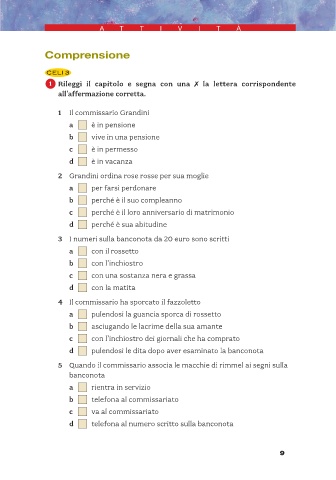 ATTIVITÀ
Comprensione
CELI 3
1 Rileggi il capitolo e segna con una ✗ la lettera corrispondente
all'affermazione corretta.
1 Il commissario Grandini
a è in pensione
b vive in una pensione
c è in permesso
d è in vacanza
2 Grandini ordina rose rosse per sua moglie
a per farsi perdonare
b perché è il suo compleanno
c perché è il loro anniversario di matrimonio
d perché è sua abitudine
3 I numeri sulla banconota da 20 euro sono scritti
a con il rossetto
b con l'inchiostro
c con una sostanza nera e grassa
d con la matita
4 Il commissario ha sporcato il fazzoletto
a pulendosi la guancia sporca di rossetto
b asciugando le lacrime della sua amante
c con l'inchiostro dei giornali che ha comprato
d pulendosi le dita dopo aver esaminato la banconota
5 Quando il commissario associa le macchie di rimmel ai segni sulla
banconota
a rientra in servizio
b telefona al commissariato
c va al commissariato
d telefona al numero scritto sulla banconota
9